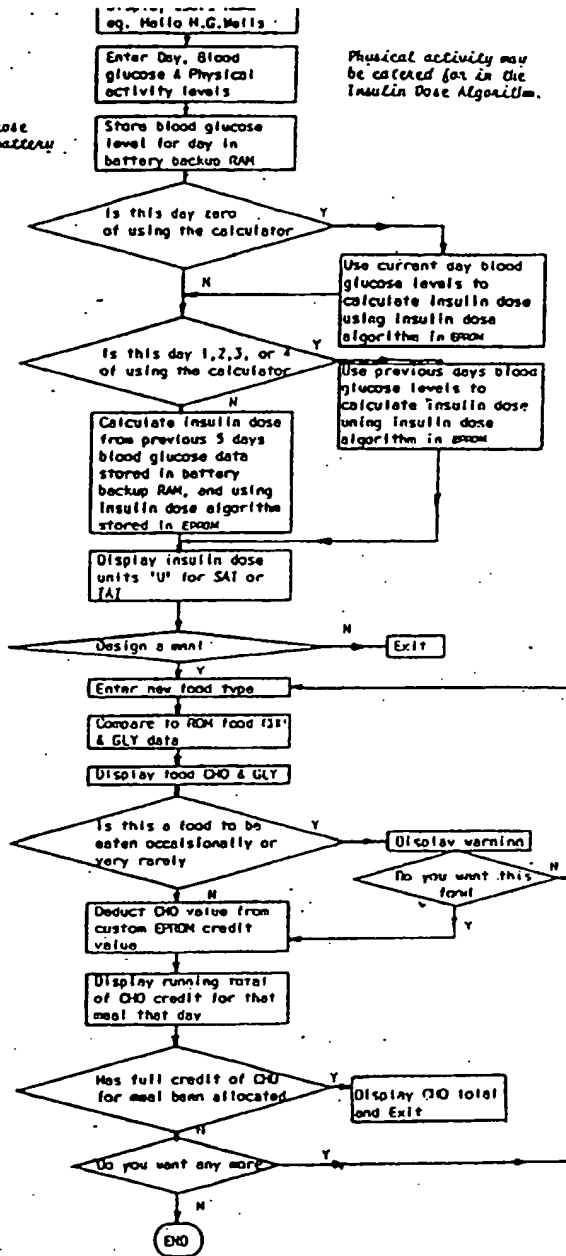 eg. Hallo H.G.Wells
Enter Day, Blood
glucose & Physical
activity levels
Physical activity may
be catered for in the
Insulin Dose Algorithm.
ose
battery
Store blood glucose
level for day in
battery backup RAM
Is this day zero
of using the calculator
Y
N
Use current day blood
glucose levels to
calculate insulin dose
using insulin dose
algorithm in EPROM
Is this day 1,2,3, or 4
of using the calculator
Y
N
Use previous days blood
glucose levels to
calculate insulin dose
using insulin dose
algorithm in EPROM
Calculate insulin dose
from previous 5 days
blood glucose data
stored in battery
backup RAM, and using
insulin dose algorithm
stored in EPROM
Display insulin dose
units 'U' for SAI or
IAI
Design a meal
N
Exit
Y
Enter new food type
Compare to ROM food
& GLY data
Display food CHO & GLY
Is this a food to be
eaten occaisionally or
very rarely
Y
Display warning
N
Do you want this
food
N
Y
Deduct CHO value from
custom EPROM credit
value
Display running total
of CHO credit for that
meal that day
Has full credit of CHO
for meal been allocated
Y
Display CHO total
and Exit
N
Do you want any more
Y
N
END